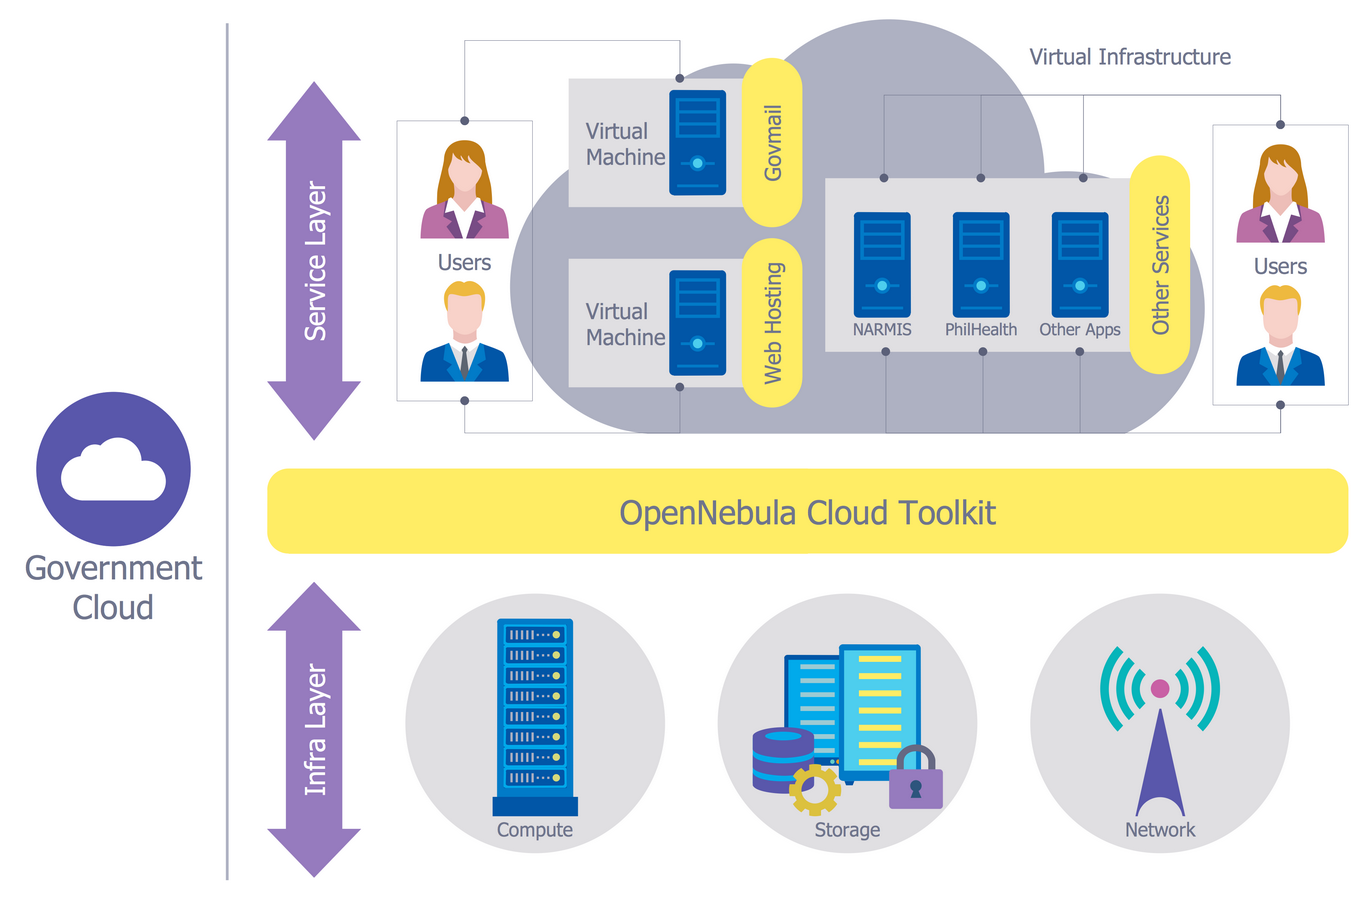 Government
Cloud
Service Layer
Users
Virtual
Machine
Govmail
Virtual
Machine
Web Hosting
Virtual Infrastructure
NARMIS
PhilHealth
Other Apps
Other Services
Users
OpenNebula Cloud Toolkit
Infra Layer
Compute
Storage
Network